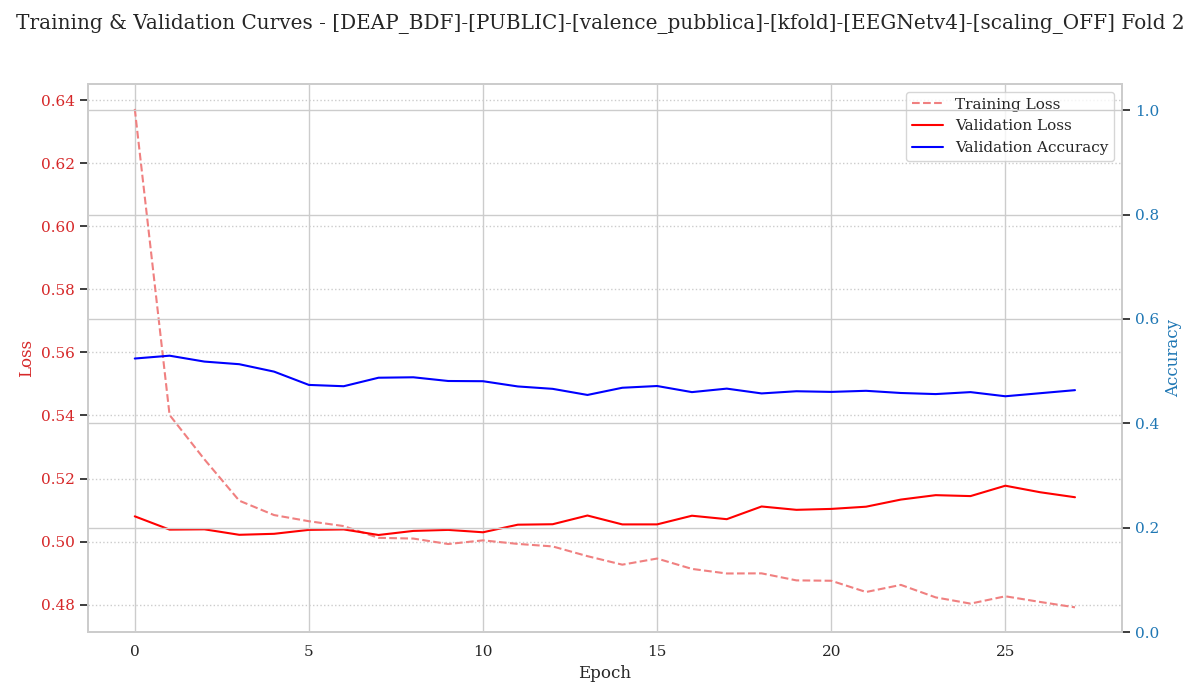 Training & Validation Curves - [DEAP_BDF]-[PUBLIC]-[valence_pubblica]-[kfold]-[EEGNetv4]-[scaling_OFF] Fold 2
Training Loss
Validation Loss
Validation Accuracy
0.64
0.62
0.60
0.58
0.56
0.54
0.52
0.50
0.48
Loss
1.0
0.8
0.6
0.4
0.2
0.0
Accuracy
0 5 10 15 20 25
Epoch